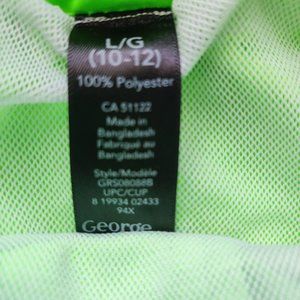 L/G
(10-12)
100% Polyester
CA 51122
Made in
Bangladesh
Fabriqué au
Bangladesh
Style/Modèle
GRS08088B
UPC/CUP
8 19934 02433
94X
George